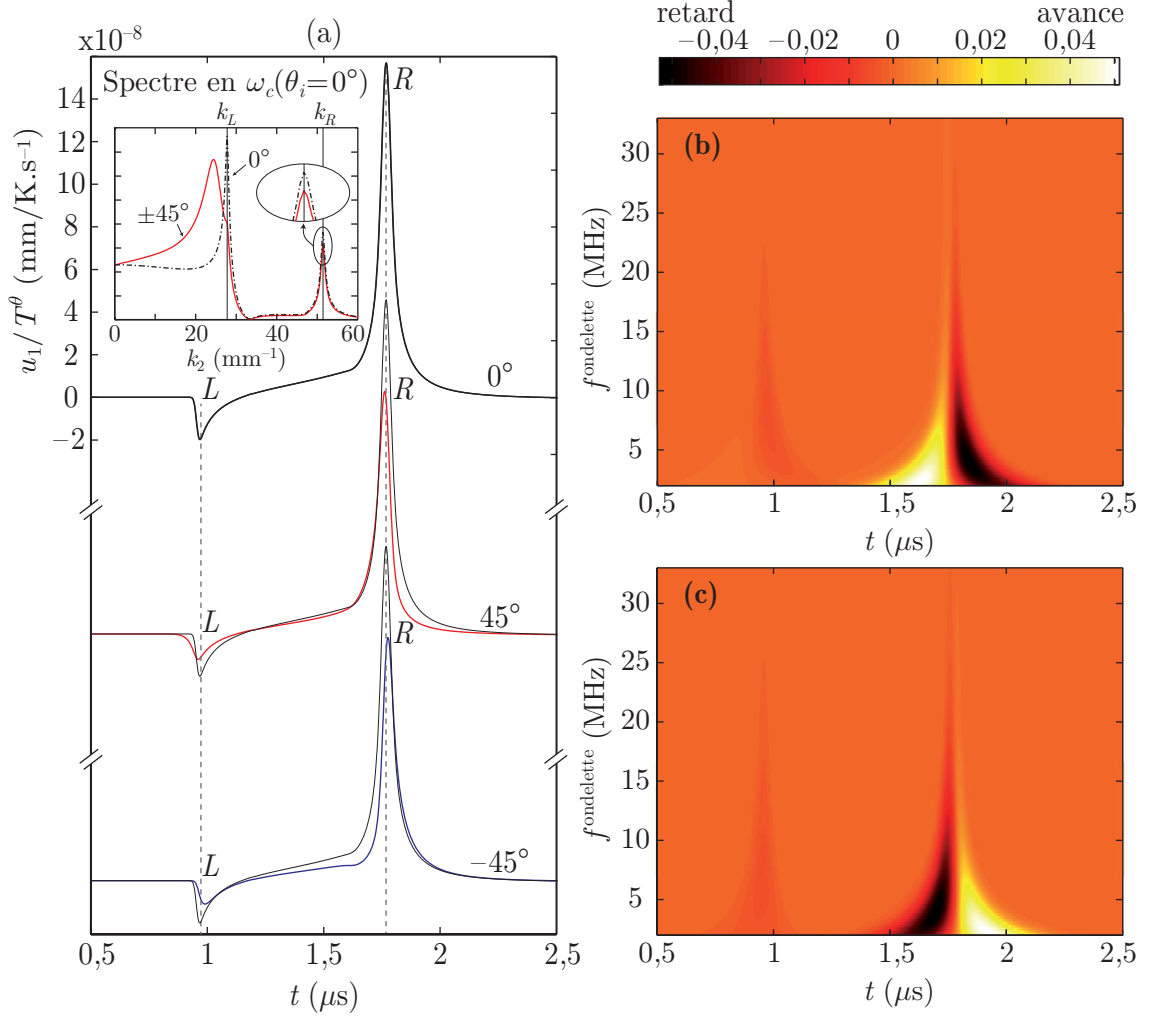 (a)
x10⁻⁸
u₁/ T^θ (mm/K.s⁻¹)
14
12
10
8
6
4
2
0
−2
Spectre en ω_c(θ_i=0°)
k_L
k_R
0°
±45°
0
20
40
60
k₂ (mm⁻¹)
R
L
0°
R
L
45°
R
L
−45°
0,5
1
1,5
2
2,5
t (μs)
retard
avance
−0,04
−0,02
0
0,02
0,04
(b)
f^ondelette (MHz)
30
25
20
15
10
5
0,5
1
1,5
2
2,5
t (μs)
(c)
f^ondelette (MHz)
30
25
20
15
10
5
0,5
1
1,5
2
2,5
t (μs)